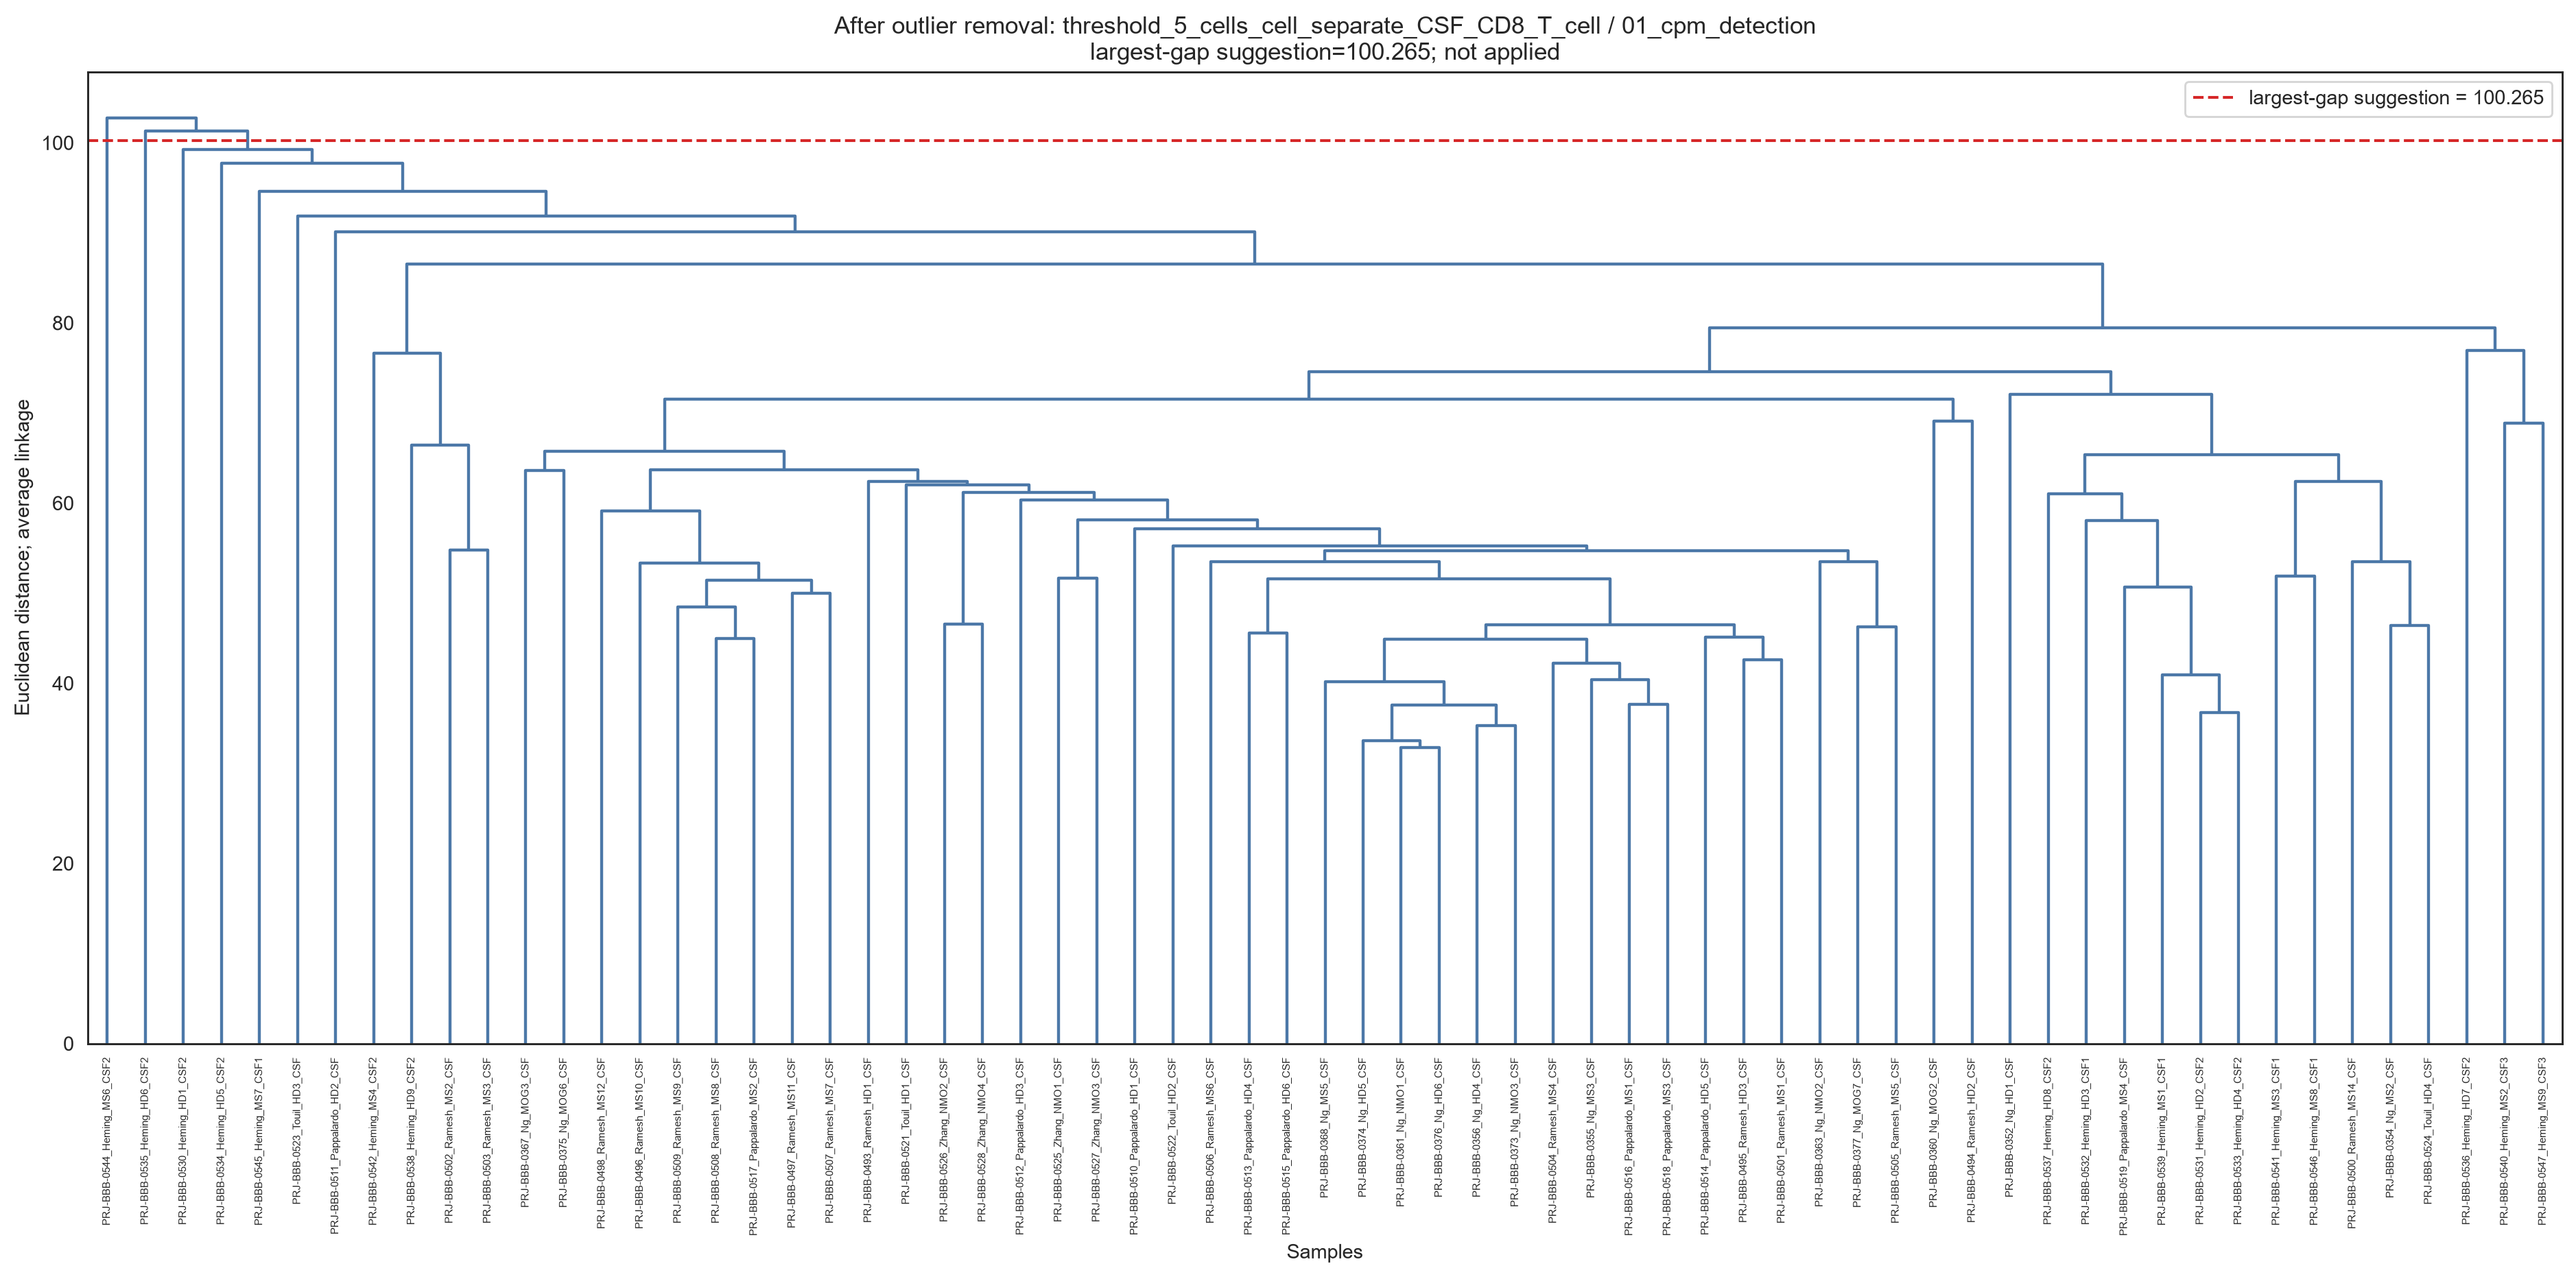 After outlier removal: threshold_5_cells_cell_separate_CSF_CD8_T_cell / 01_cpm_detection
largest-gap suggestion=100.265; not applied
largest-gap suggestion = 100.265
Euclidean distance; average linkage
100
80
60
40
20
0
PRJ-BBB-0544_Heming_MS6_CSF2
PRJ-BBB-0535_Heming_HD6_CSF2
PRJ-BBB-0530_Heming_HD1_CSF2
PRJ-BBB-0534_Heming_HD5_CSF2
PRJ-BBB-0545_Heming_MS7_CSF1
PRJ-BBB-0523_Touil_HD3_CSF
PRJ-BBB-0511_Pappalardo_HD2_CSF
PRJ-BBB-0542_Heming_MS4_CSF2
PRJ-BBB-0538_Heming_HD9_CSF2
PRJ-BBB-0502_Ramesh_MS2_CSF
PRJ-BBB-0503_Ramesh_MS3_CSF
PRJ-BBB-0367_Ng_MOG3_CSF
PRJ-BBB-0375_Ng_MOG6_CSF
PRJ-BBB-0498_Ramesh_MS12_CSF
PRJ-BBB-0496_Ramesh_MS10_CSF
PRJ-BBB-0509_Ramesh_MS9_CSF
PRJ-BBB-0508_Ramesh_MS8_CSF
PRJ-BBB-0517_Pappalardo_MS2_CSF
PRJ-BBB-0497_Ramesh_MS11_CSF
PRJ-BBB-0507_Ramesh_MS7_CSF
PRJ-BBB-0493_Ramesh_HD1_CSF
PRJ-BBB-0521_Touil_HD1_CSF
PRJ-BBB-0526_Zhang_NMO2_CSF
PRJ-BBB-0528_Zhang_NMO4_CSF
PRJ-BBB-0512_Pappalardo_HD3_CSF
PRJ-BBB-0525_Zhang_NMO1_CSF
PRJ-BBB-0527_Zhang_NMO3_CSF
PRJ-BBB-0510_Pappalardo_HD1_CSF
PRJ-BBB-0522_Touil_HD2_CSF
PRJ-BBB-0506_Ramesh_MS6_CSF
PRJ-BBB-0513_Pappalardo_HD4_CSF
PRJ-BBB-0515_Pappalardo_HD6_CSF
PRJ-BBB-0368_Ng_MS5_CSF
PRJ-BBB-0374_Ng_HD5_CSF
PRJ-BBB-0361_Ng_NMO1_CSF
PRJ-BBB-0376_Ng_HD6_CSF
PRJ-BBB-0356_Ng_HD4_CSF
PRJ-BBB-0373_Ng_NMO3_CSF
PRJ-BBB-0504_Ramesh_MS4_CSF
PRJ-BBB-0355_Ng_MS3_CSF
PRJ-BBB-0516_Pappalardo_MS1_CSF
PRJ-BBB-0518_Pappalardo_MS3_CSF
PRJ-BBB-0514_Pappalardo_HD5_CSF
PRJ-BBB-0495_Ramesh_HD3_CSF
PRJ-BBB-0501_Ramesh_MS1_CSF
PRJ-BBB-0363_Ng_NMO2_CSF
PRJ-BBB-0377_Ng_MOG7_CSF
PRJ-BBB-0505_Ramesh_MS5_CSF
PRJ-BBB-0360_Ng_MOG2_CSF
PRJ-BBB-0494_Ramesh_HD2_CSF
PRJ-BBB-0352_Ng_HD1_CSF
PRJ-BBB-0537_Heming_HD8_CSF2
PRJ-BBB-0532_Heming_HD3_CSF1
PRJ-BBB-0519_Pappalardo_MS4_CSF
PRJ-BBB-0539_Heming_MS1_CSF1
PRJ-BBB-0531_Heming_HD2_CSF2
PRJ-BBB-0533_Heming_HD4_CSF2
PRJ-BBB-0541_Heming_MS3_CSF1
PRJ-BBB-0546_Heming_MS8_CSF1
PRJ-BBB-0500_Ramesh_MS14_CSF
PRJ-BBB-0354_Ng_MS2_CSF
PRJ-BBB-0524_Touil_HD4_CSF
PRJ-BBB-0536_Heming_HD7_CSF2
PRJ-BBB-0540_Heming_MS2_CSF3
PRJ-BBB-0547_Heming_MS9_CSF3
Samples